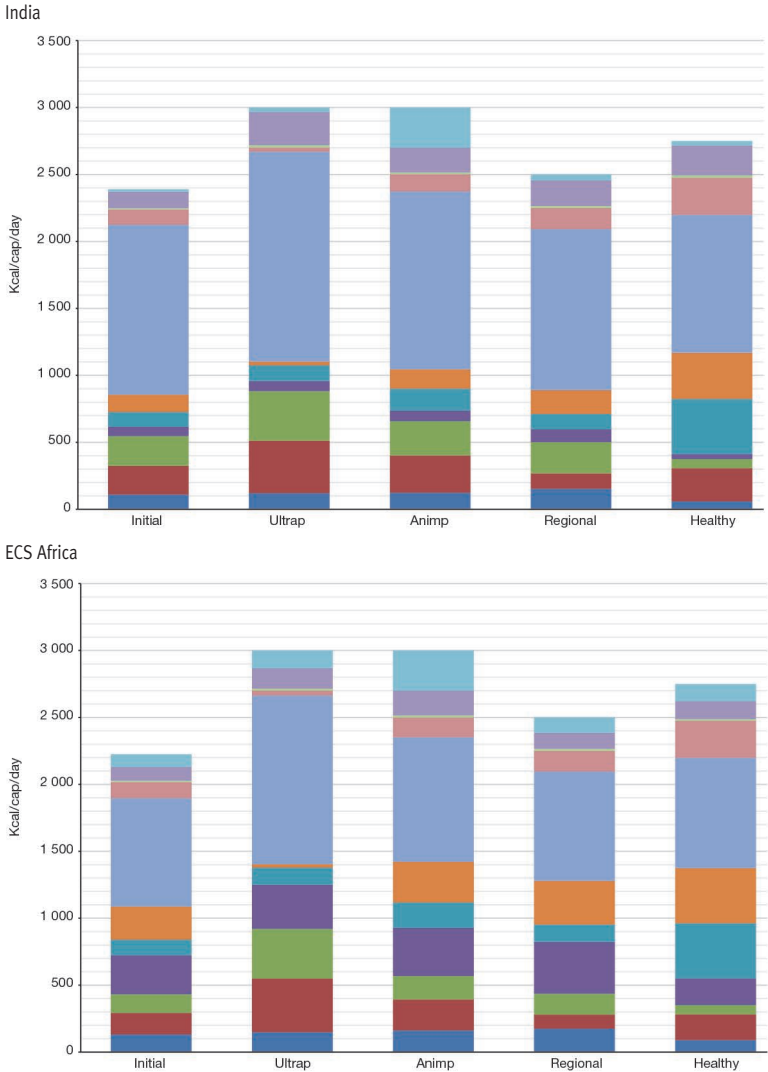 India
3 500
3 000
2 500
2 000
1 500
1 000
500
0
Kcal/cap/day
Initial Ultrap Animp Regional Healthy
ECS Africa
3 500
3 000
2 500
2 000
1 500
1 000
500
0
Kcal/cap/day
Initial Ultrap Animp Regional Healthy